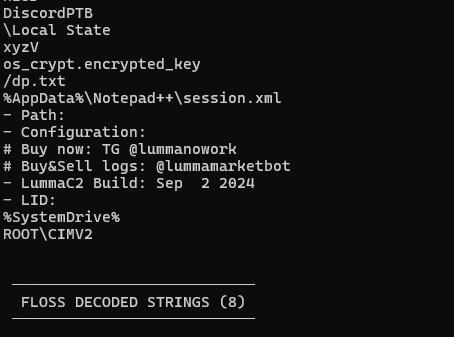 DiscordPTB
\Local State
xyzV
os_crypt.encrypted_key
/dp.txt
%AppData%\Notepad++\session.xml
- Path:
- Configuration:
# Buy now: TG @lummanowork
# Buy&Sell logs: @lummamarketbot
- LummaC2 Build: Sep  2 2024
- LID:
%SystemDrive%
ROOT\CIMV2
FLOSS DECODED STRINGS (8)